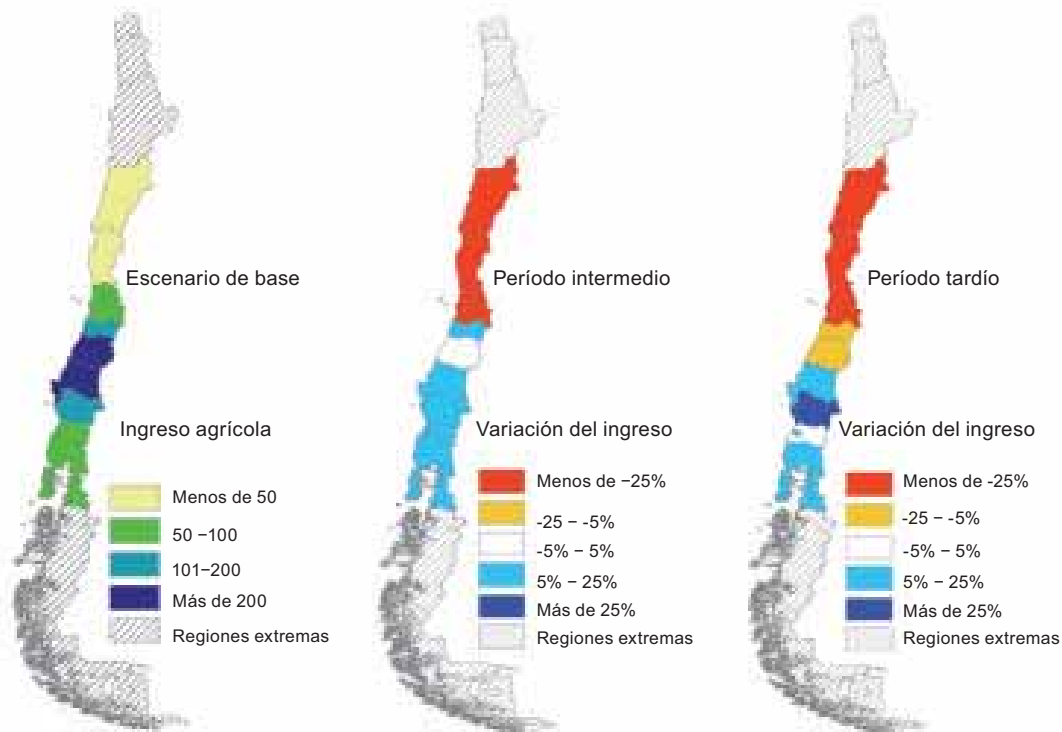 Escenario de base
Ingreso agrícola
Menos de 50
50 −100
101−200
Más de 200
Regiones extremas
Período intermedio
Variación del ingreso
Menos de −25%
-25 − -5%
-5% − 5%
5% − 25%
Más de 25%
Regiones extremas
Período tardío
Variación del ingreso
Menos de -25%
-25 − -5%
-5% − 5%
5% − 25%
Más de 25%
Regiones extremas